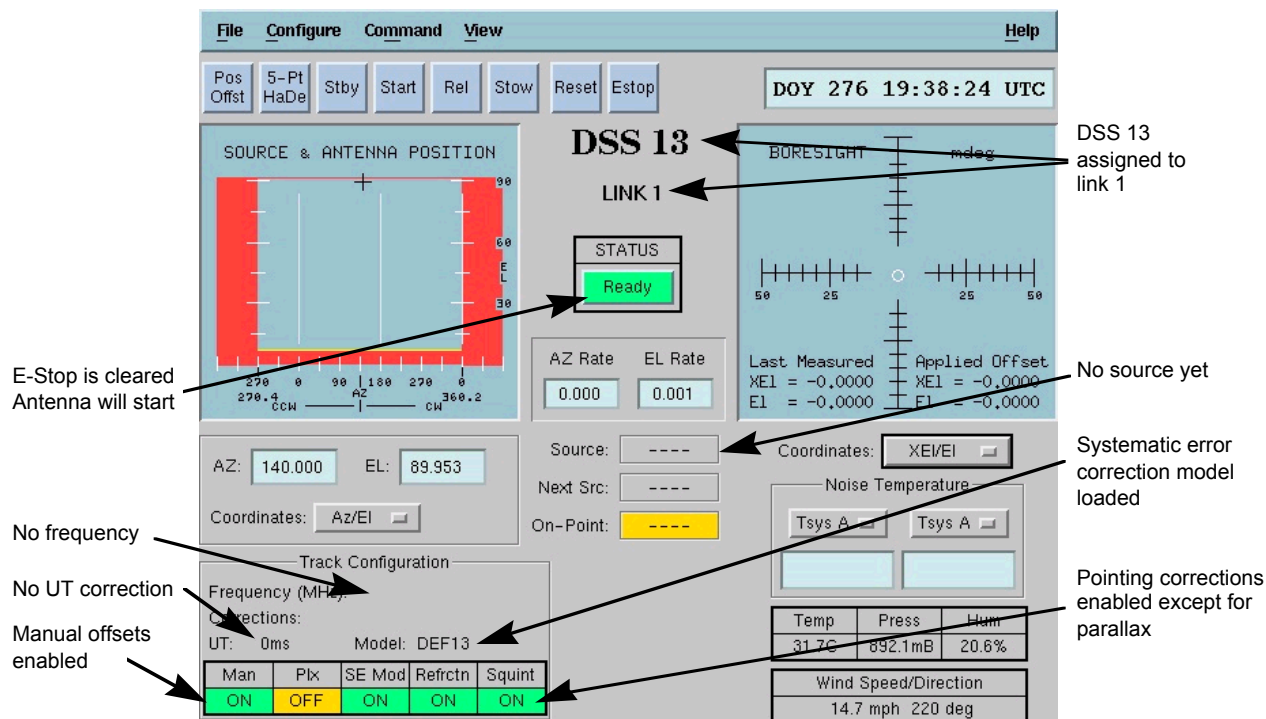 File Configure Command View Help
Pos Offst
5-Pt HaDe
Stby
Start
Rel
Stow
Reset
Estop
DOY 276 19:38:24 UTC
SOURCE & ANTENNA POSITION
90
60
E
L
30
270 0 90 180 270 0
270.4 AZ 360.2
CCW CW
DSS 13
LINK 1
STATUS
Ready
AZ Rate EL Rate
0.000 0.001
BORESIGHT mdeg
50 25 25 50
Last Measured Applied Offset
XEl = -0.0000 XEl = -0.0000
El = -0.0000 El = -0.0000
DSS 13
assigned to
link 1
E-Stop is cleared
Antenna will start
No source yet
AZ: 140.000 EL: 89.953
Coordinates: Az/El
Source: ----
Next Src: ----
On-Point: ----
Coordinates: XEl/El
Noise Temperature
Tsys A Tsys A
Systematic error
correction model
loaded
No frequency
No UT correction
Manual offsets
enabled
Track Configuration
Frequency (MHz):
Corrections:
UT: 0ms Model: DEF13
Man Plx SE Mod Refrctn Squint
ON OFF ON ON ON
Temp Press Hum
31.7C 892.1mB 20.6%
Wind Speed/Direction
14.7 mph 220 deg
Pointing corrections
enabled except for
parallax